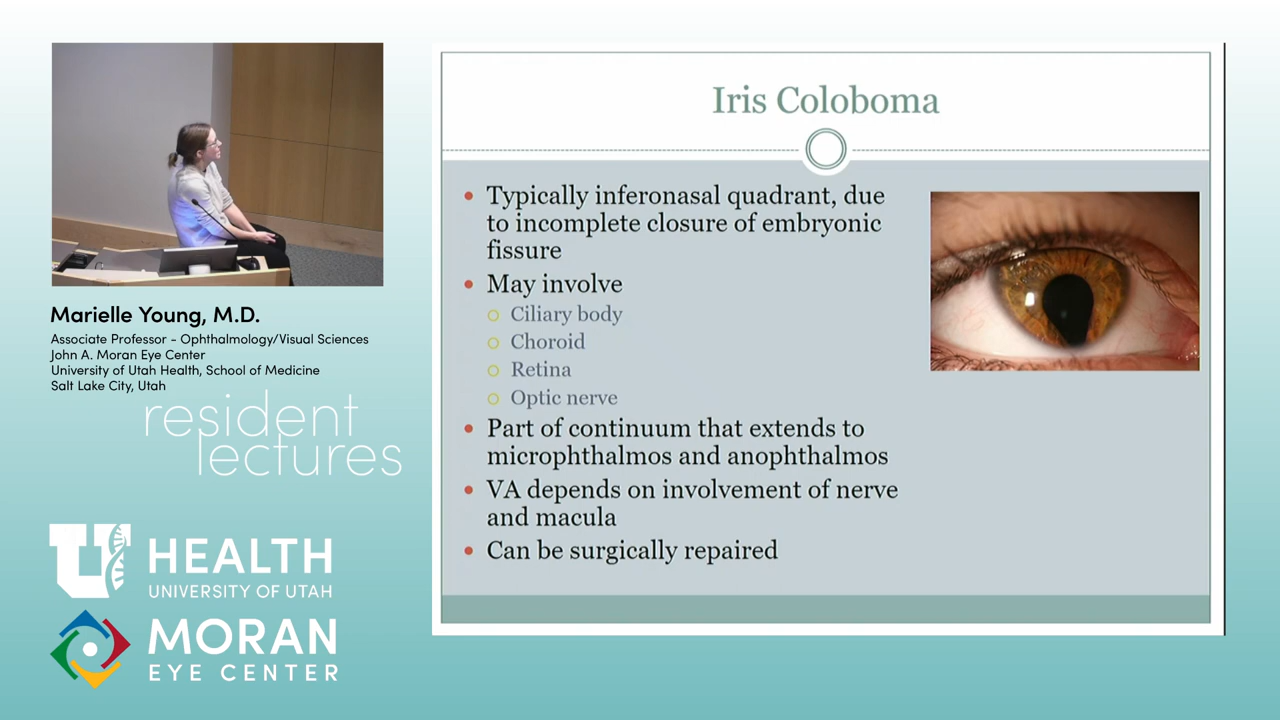 Marielle Young, M.D.
Associate Professor - Ophthalmology/Visual Sciences
John A. Moran Eye Center
University of Utah Health, School of Medicine
Salt Lake City, Utah
resident
lectures
U HEALTH
UNIVERSITY OF UTAH
MORAN
EYE CENTER
Iris Coloboma
• Typically inferonasal quadrant, due
to incomplete closure of embryonic
fissure
• May involve
○ Ciliary body
○ Choroid
○ Retina
○ Optic nerve
• Part of continuum that extends to
microphthalmos and anophthalmos
• VA depends on involvement of nerve
and macula
• Can be surgically repaired